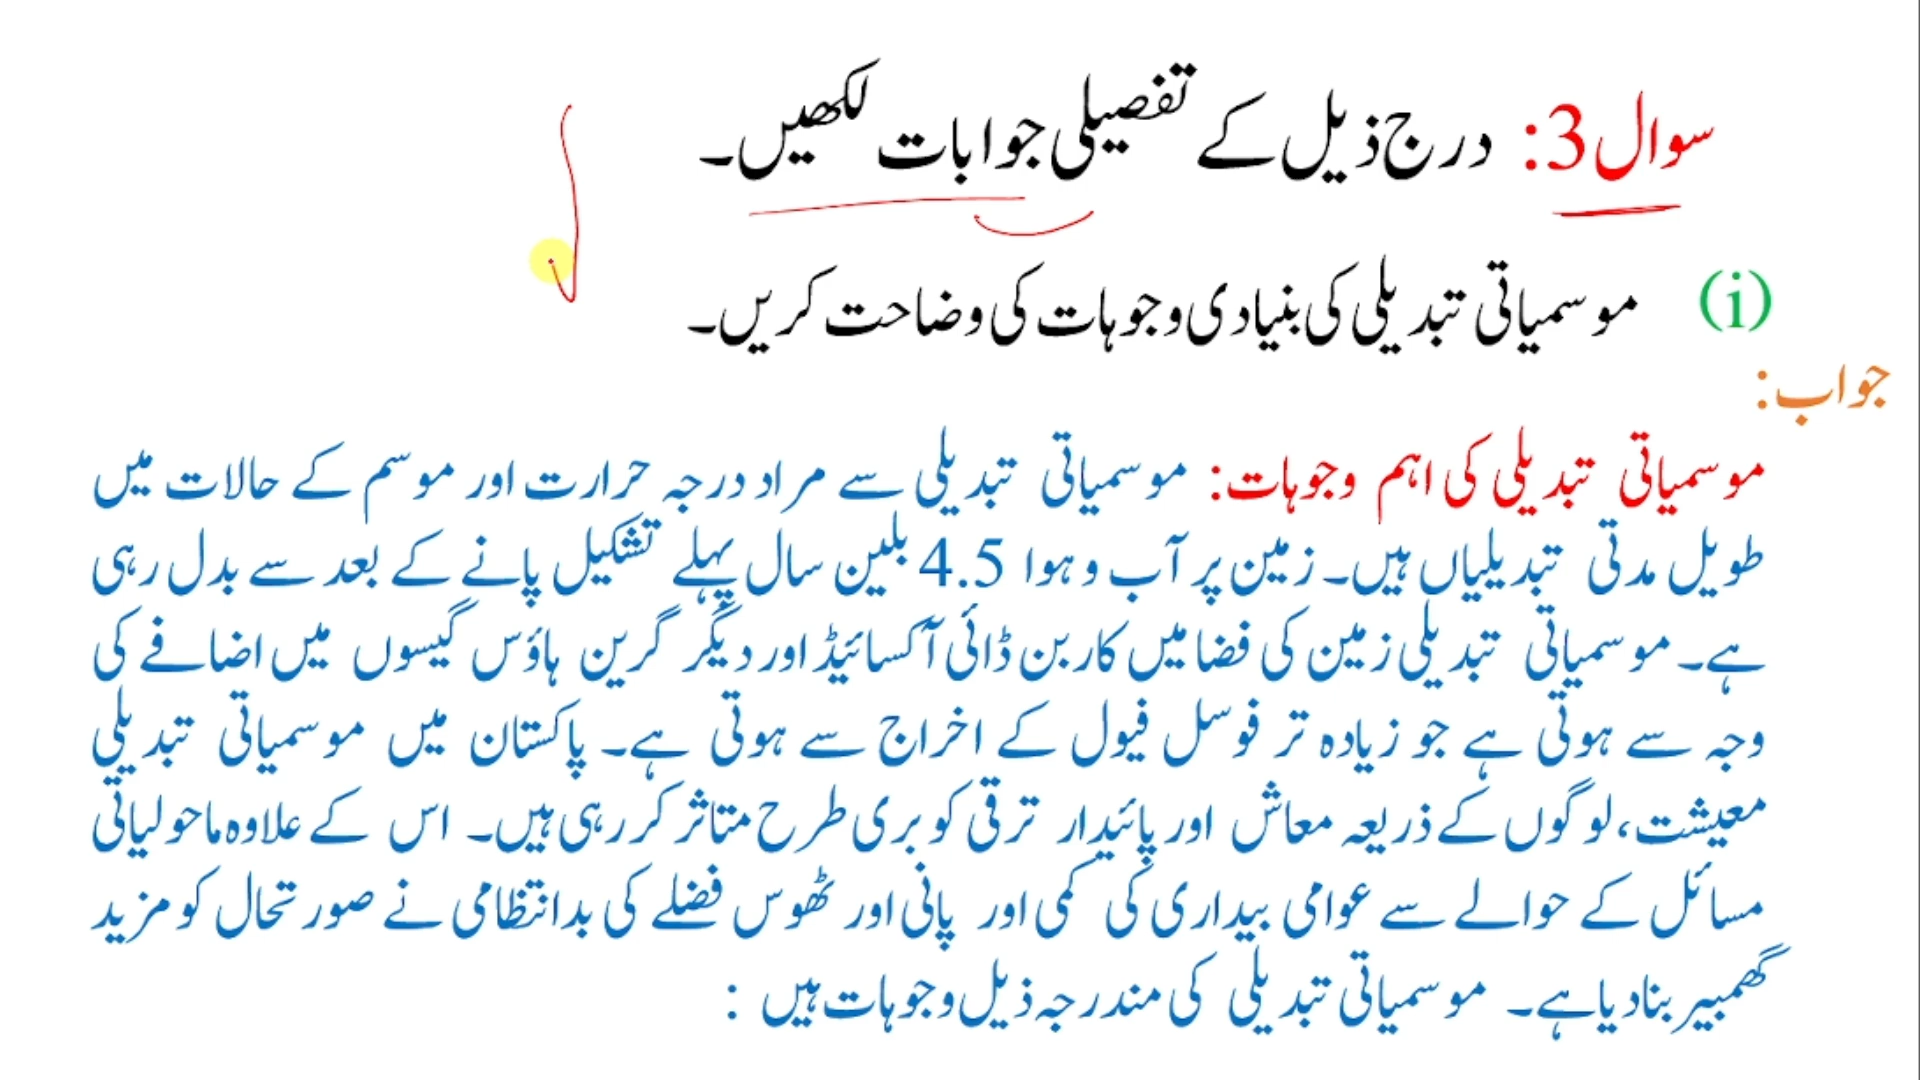 سوال 3: درج ذیل کے تفصیلی جوابات لکھیں۔
(i) موسمیاتی تبدیلی کی بنیادی وجوہات کی وضاحت کریں۔
جواب:
موسمیاتی تبدیلی کی اہم وجوہات: موسمیاتی تبدیلی سے مراد درجہ حرارت اور موسم کے حالات میں
طویل مدتی تبدیلیاں ہیں۔ زمین پر آب و ہوا 4.5 بلین سال پہلے تشکیل پانے کے بعد سے بدل رہی
ہے۔ موسمیاتی تبدیلی زمین کی فضا میں کاربن ڈائی آکسائیڈ اور دیگر گرین ہاؤس گیسوں میں اضافے کی
وجہ سے ہوتی ہے جو زیادہ تر فوسل فیول کے اخراج سے ہوتی ہے۔ پاکستان میں موسمیاتی تبدیلی
معیشت، لوگوں کے ذریعہ معاش اور پائیدار ترقی کو بری طرح متاثر کر رہی ہیں۔ اس کے علاوہ ماحولیاتی
مسائل کے حوالے سے عوامی بیداری کی کمی اور پانی اور ٹھوس فضلے کی بدانتظامی نے صورتحال کو مزید
گھمبیر بنا دیا ہے۔ موسمیاتی تبدیلی کی مندرجہ ذیل وجوہات ہیں :